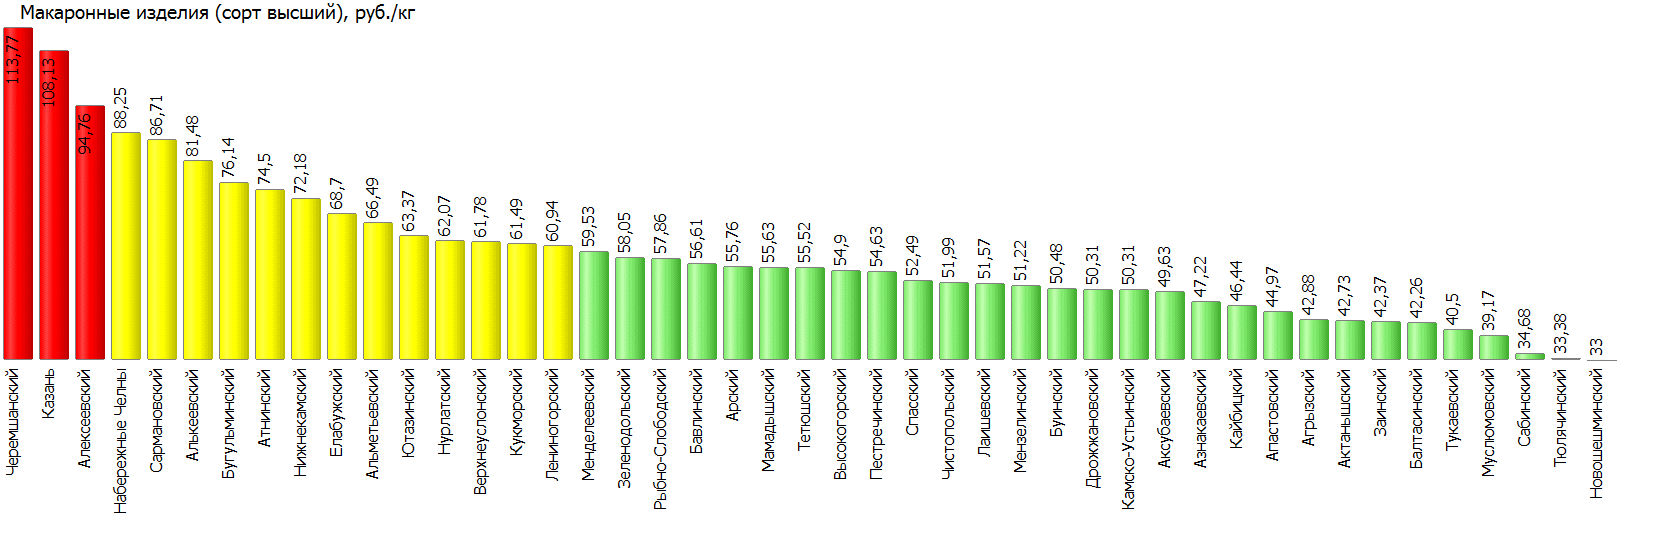 Макаронные изделия (сорт высший), руб./кг
113,77
108,13
94,76
88,25
86,71
81,48
76,14
74,5
72,18
68,7
66,49
63,37
62,07
61,78
61,49
60,94
59,53
58,05
57,86
56,61
55,76
55,63
55,52
54,9
54,63
52,49
51,99
51,57
51,22
50,48
50,31
50,31
49,63
47,22
46,44
44,97
42,88
42,73
42,37
42,26
40,5
39,17
34,68
33,38
33
Черемшанский
Казань
Алексеевский
Набережные Челны
Сармановский
Алькеевский
Бугульминский
Атнинский
Нижнекамский
Елабужский
Альметьевский
Ютазинский
Нурлатский
Верхнеуслонский
Кукморский
Лениногорский
Менделеевский
Зеленодольский
Рыбно-Слободский
Бавлинский
Арский
Мамадышский
Тетюшский
Высокогорский
Пестречинский
Спасский
Чистопольский
Лаишевский
Мензелинский
Буинский
Дрожжановский
Камско-Устьинский
Аксубаевский
Азнакаевский
Кайбицкий
Апастовский
Агрызский
Актанышский
Заинский
Балтасинский
Тукаевский
Муслюмовский
Сабинский
Тюлячинский
Новошешминский